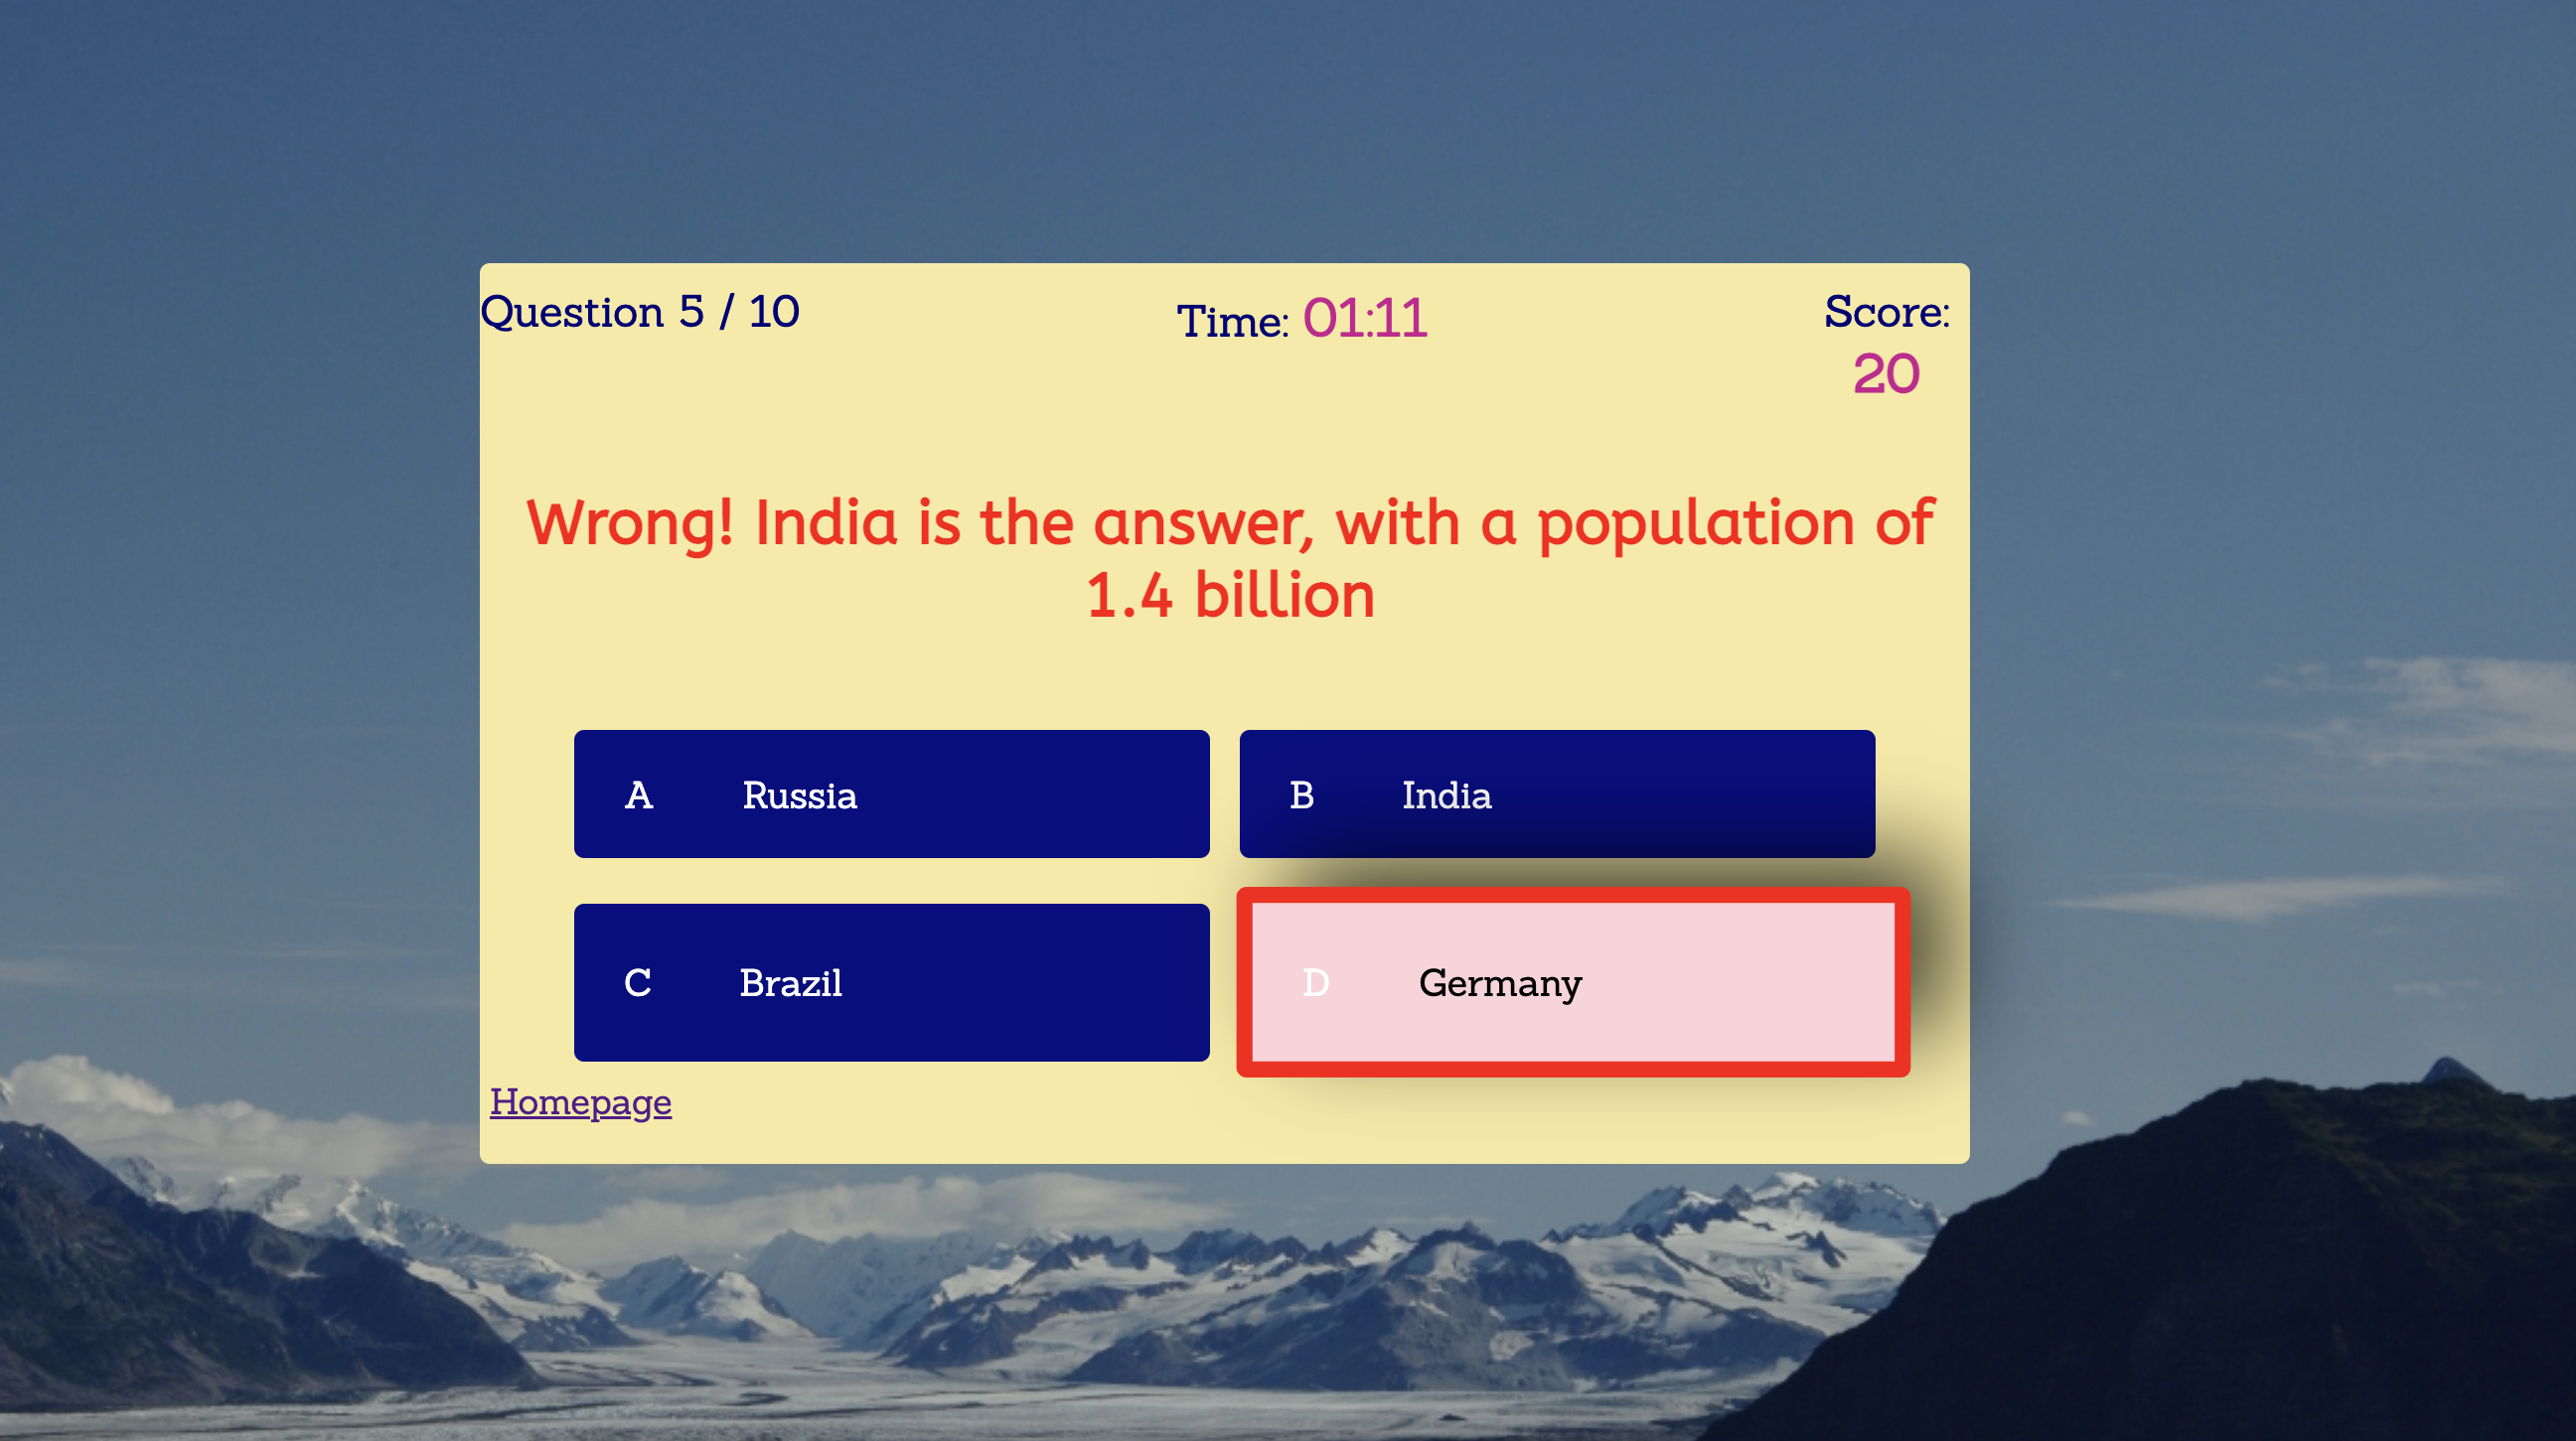 Question 5 / 10
Time: 01:11
Score:
20
Wrong! India is the answer, with a population of
1.4 billion
A Russia
B India
C Brazil
D Germany
Homepage